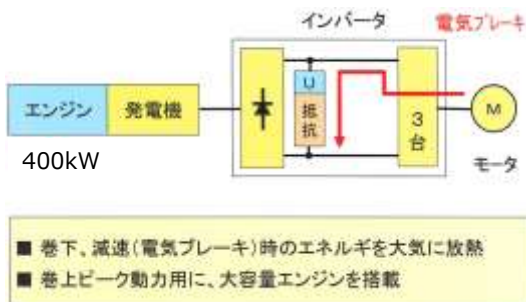 インバータ
電気ブレーキ
エンジン
発電機
U
抵抗
3台
M
400kW
モータ
■ 巻下、減速(電気ブレーキ)時のエネルギを大気に放熱
■ 巻上ピーク動力用に、大容量エンジンを搭載